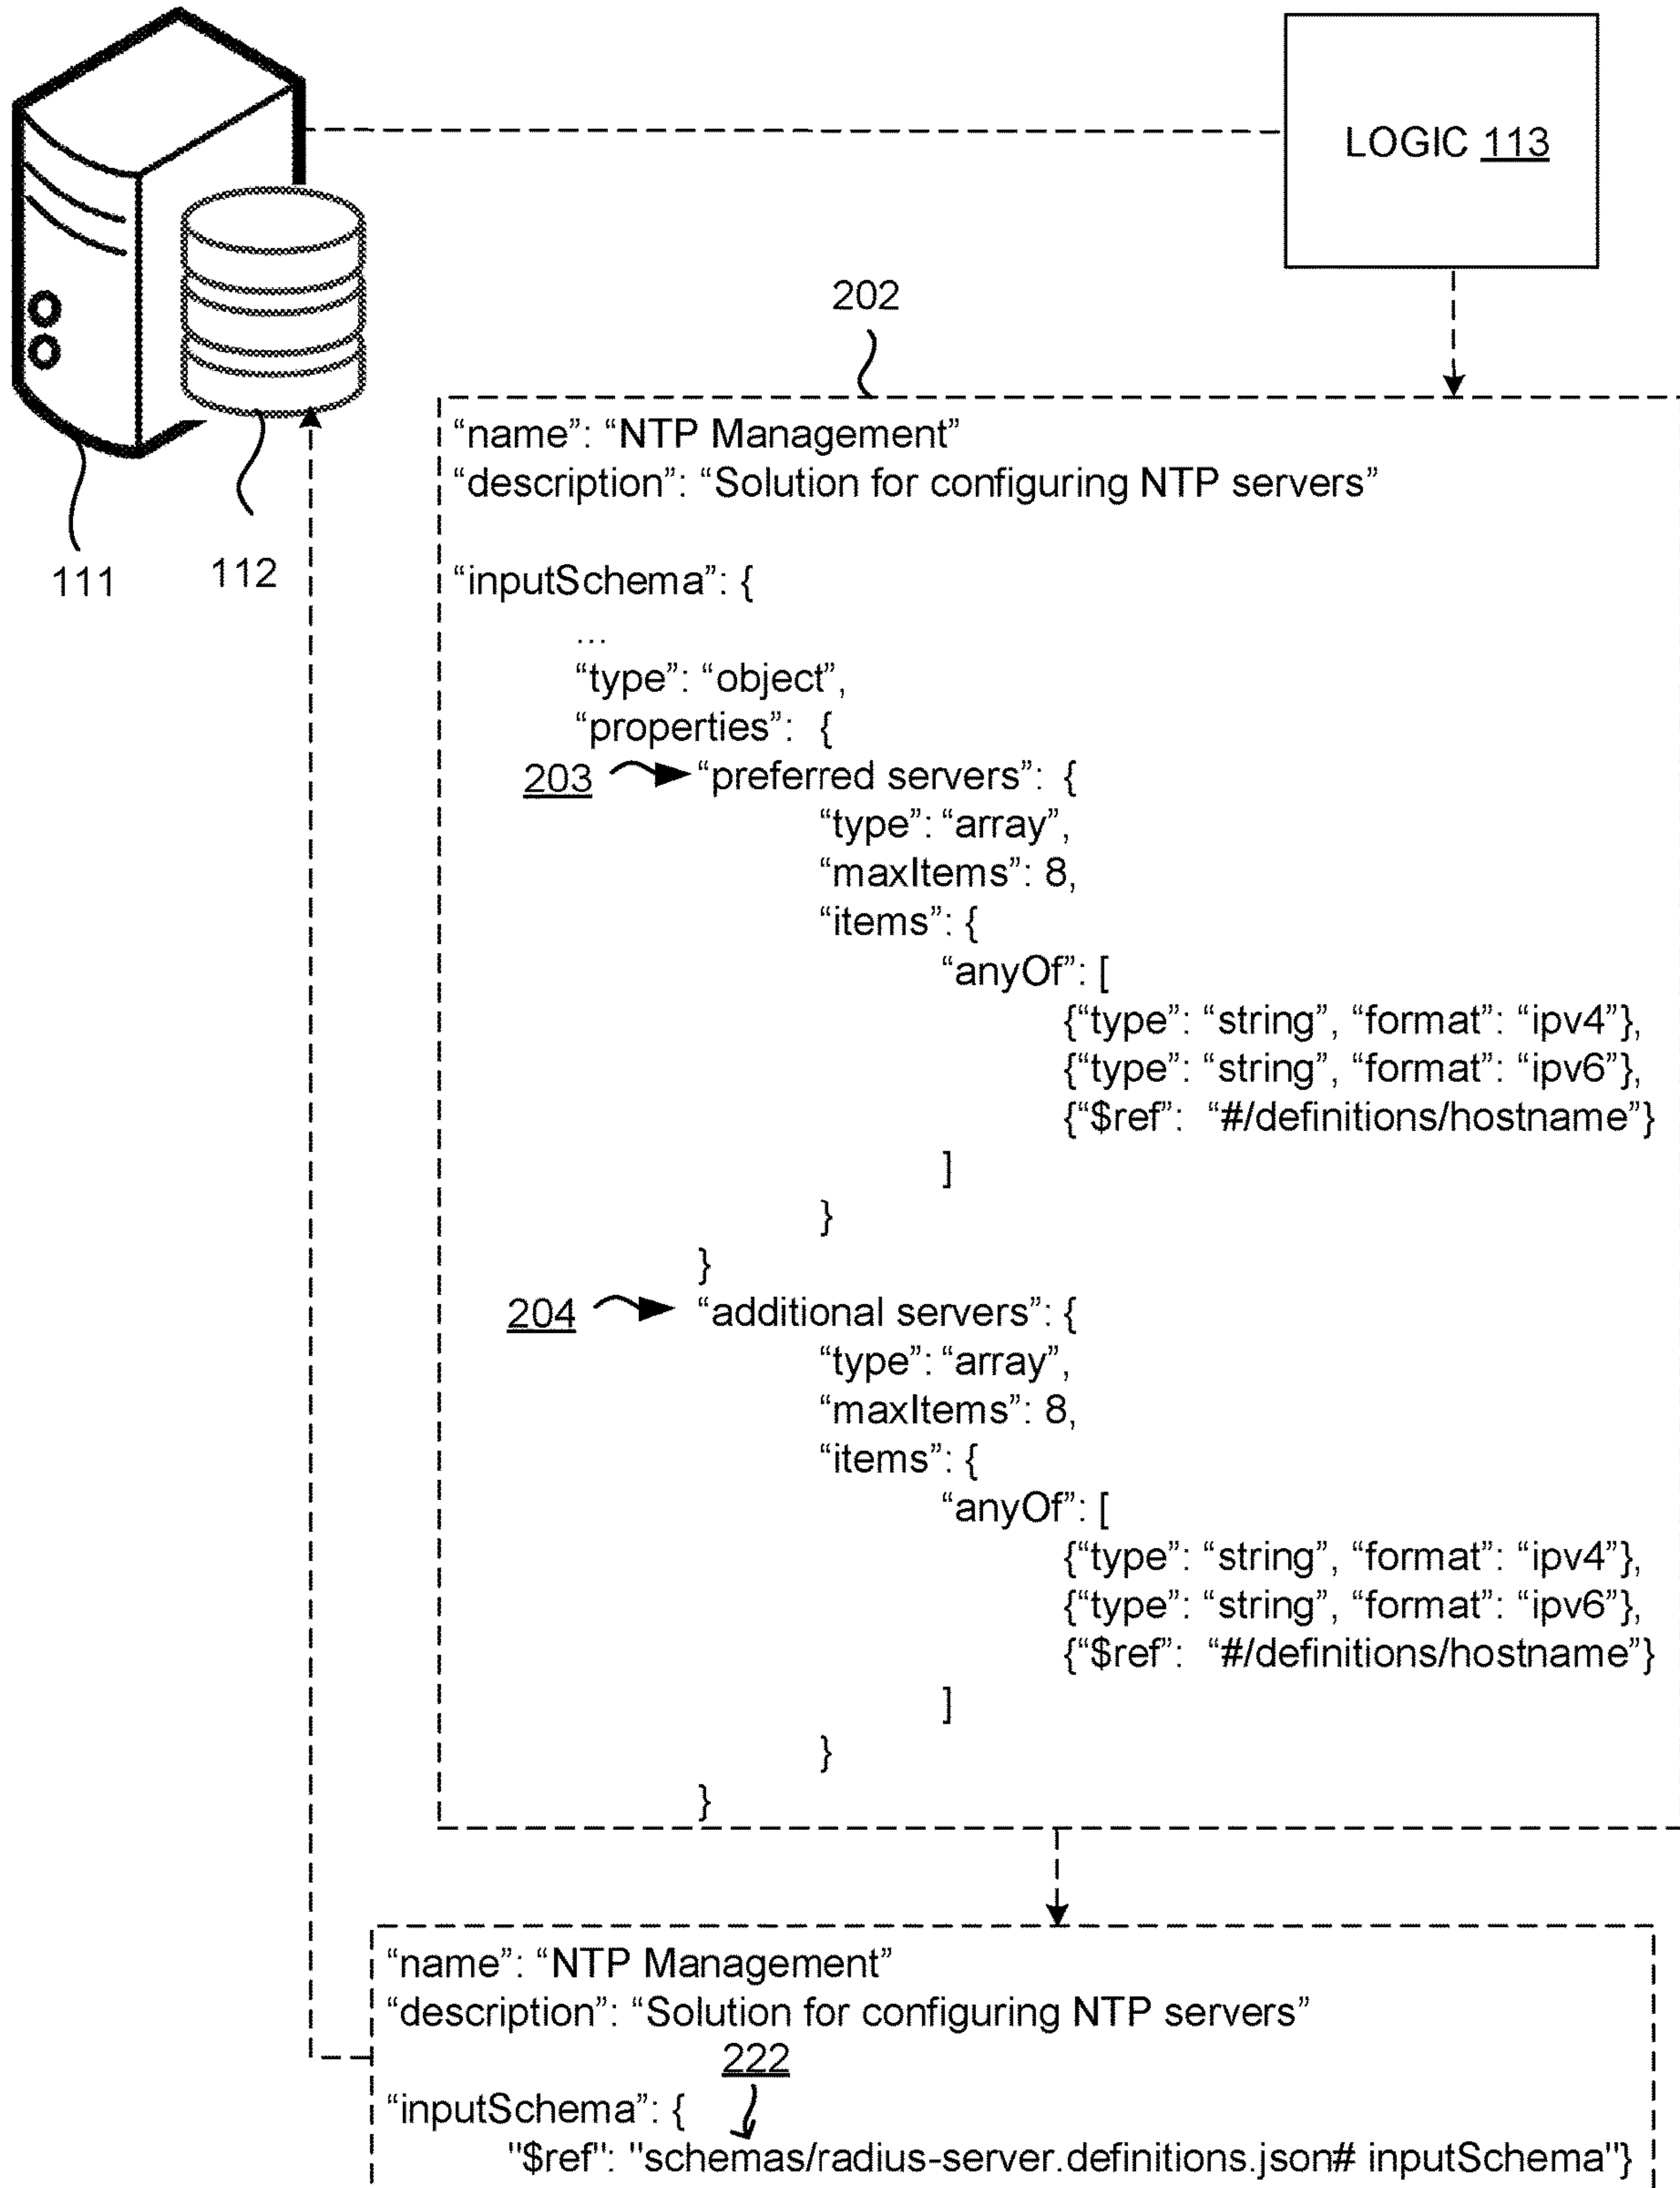 LOGIC 113
202
111
112
“name”: “NTP Management”
“description”: “Solution for configuring NTP servers”
“inputSchema”: {
...
“type”: “object”,
“properties”: {
203 “preferred servers”: {
“type”: “array”,
“maxItems”: 8,
“items”: {
“anyOf”: [
{“type”: “string”, “format”: “ipv4”},
{“type”: “string”, “format”: “ipv6”},
{“$ref”: “#/definitions/hostname”}
]
}
}
204 “additional servers”: {
“type”: “array”,
“maxItems”: 8,
“items”: {
“anyOf”: [
{“type”: “string”, “format”: “ipv4”},
{“type”: “string”, “format”: “ipv6”},
{“$ref”: “#/definitions/hostname”}
]
}
}
“name”: “NTP Management”
“description”: “Solution for configuring NTP servers”
222
“inputSchema”: {
"$ref": "schemas/radius-server.definitions.json# inputSchema"}